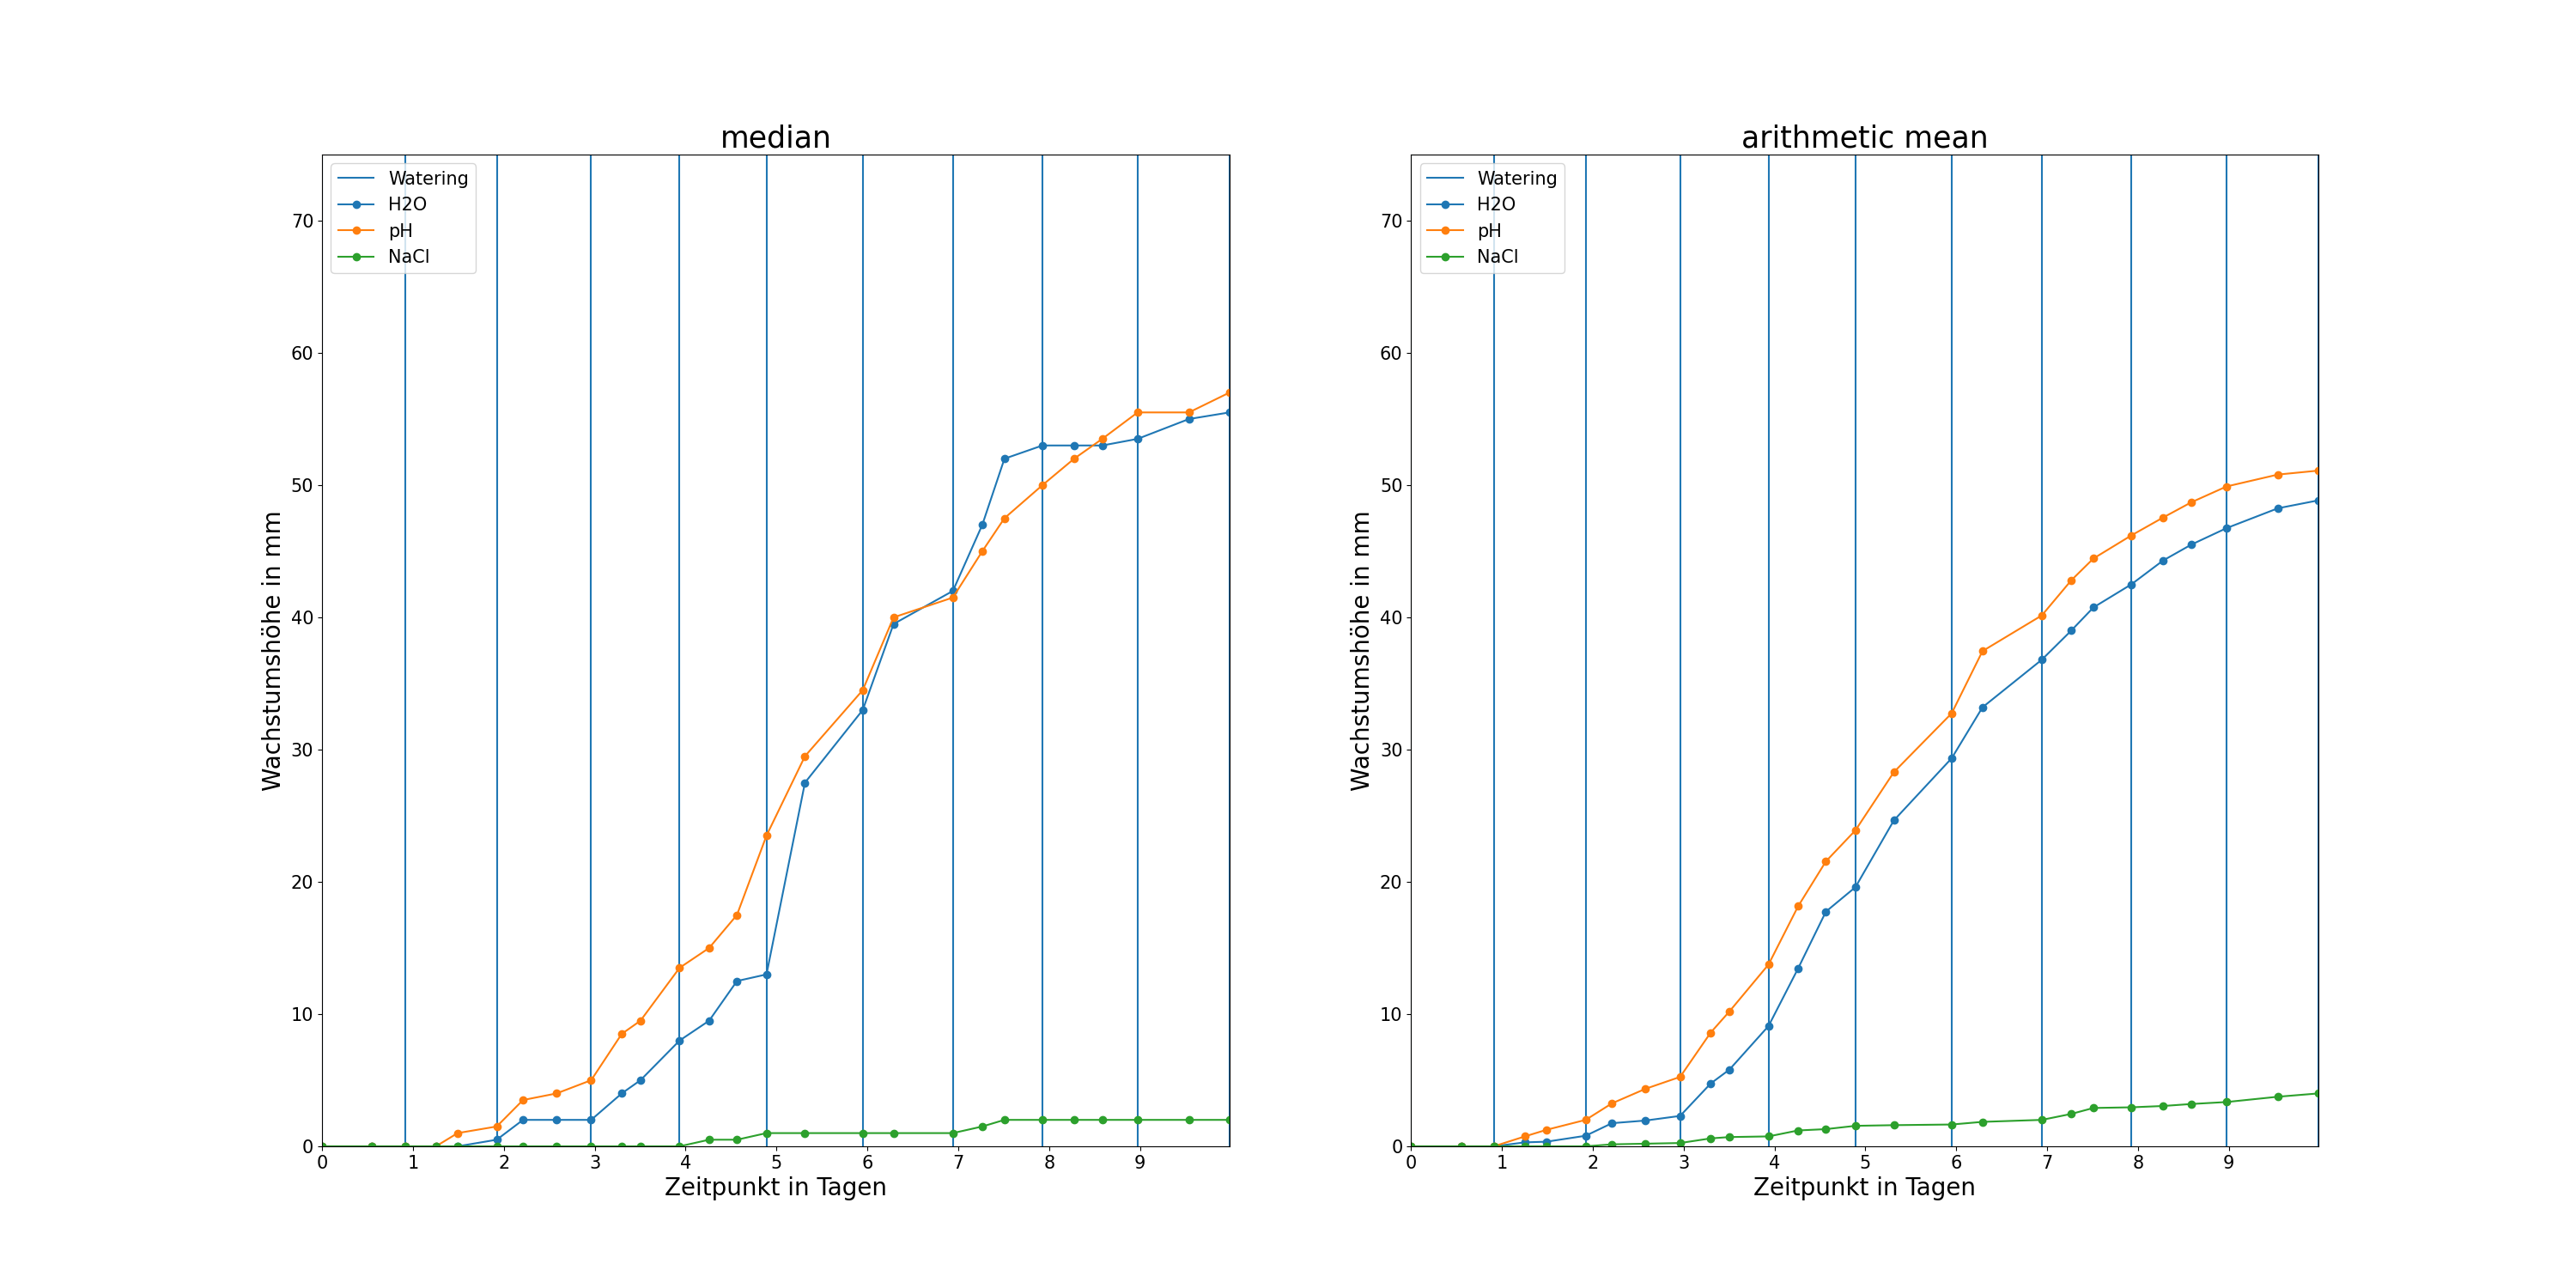 median
Watering
H2O
pH
NaCl
70
60
50
40
30
20
10
0
Wachstumshöhe in mm
0 1 2 3 4 5 6 7 8 9
Zeitpunkt in Tagen
arithmetic mean
Watering
H2O
pH
NaCl
70
60
50
40
30
20
10
0
Wachstumshöhe in mm
0 1 2 3 4 5 6 7 8 9
Zeitpunkt in Tagen